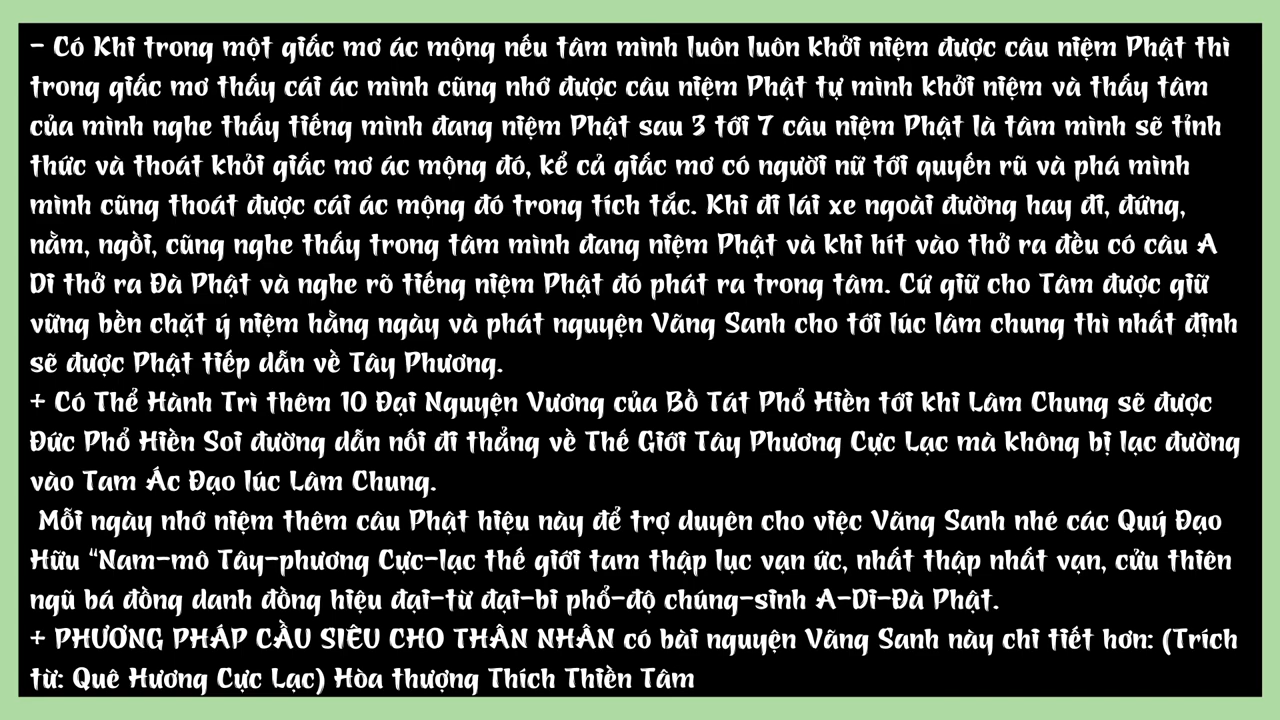 - Có Khi trong một giấc mơ ác mộng nếu tâm mình luôn luôn khởi niệm được câu niệm Phật thì
trong giấc mơ thấy cái ác mình cũng nhớ được câu niệm Phật tự mình khởi niệm và thấy tâm
của mình nghe thấy tiếng mình đang niệm Phật sau 3 tới 7 câu niệm Phật là tâm mình sẽ tỉnh
thức và thoát khỏi giấc mơ ác mộng đó, kể cả giấc mơ có người nữ tới quyến rũ và phá mình
mình cũng thoát được cái ác mộng đó trong tích tắc. Khi đi lái xe ngoài đường hay đi, đứng,
nằm, ngồi, cũng nghe thấy trong tâm mình đang niệm Phật và khi hít vào thở ra đều có câu A
Di thở ra Đà Phật và nghe rõ tiếng niệm Phật đó phát ra trong tâm. Cứ giữ cho Tâm được giữ
vững bền chặt ý niệm hằng ngày và phát nguyện Vãng Sanh cho tới lúc lâm chung thì nhất định
sẽ được Phật tiếp dẫn về Tây Phương.
+ Có Thể Hành Trì thêm 10 Đại Nguyện Vương của Bồ Tát Phổ Hiền tới khi Lâm Chung sẽ được
Đức Phổ Hiền Soi đường dẫn nối đi thẳng về Thế Giới Tây Phương Cực Lạc mà không bị lạc đường
vào Tam Ác Đạo lúc Lâm Chung.
Mỗi ngày nhớ niệm thêm câu Phật hiệu này để trợ duyên cho việc Vãng Sanh nhé các Quý Đạo
Hữu "Nam-mô Tây-phương Cực-lạc thế giới tam thập lục vạn ức, nhất thập nhất vạn, cửu thiên
ngũ bá đồng danh đồng hiệu đại-từ đại-bi phổ-độ chúng-sinh A-Di-Đà Phật.
+ PHƯƠNG PHÁP CẦU SIÊU CHO THÂN NHÂN có bài nguyện Vãng Sanh này chi tiết hơn: (Trích
từ: Quê Hương Cực Lạc) Hòa thượng Thích Thiền Tâm